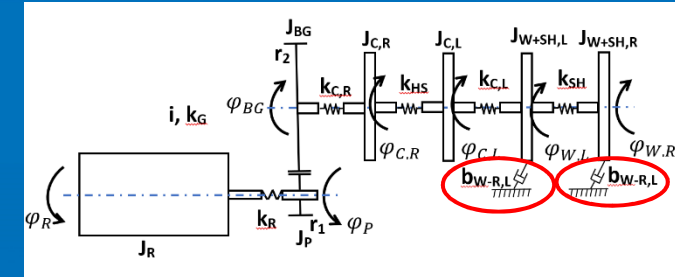 J_BG
r_2
J_C,R
J_C,L
J_W+SH,L
J_W+SH,R
k_C,R
k_HS
k_C,L
k_SH
φ_BG
i, k_G
φ_C.R
φ_C.L
φ_W.L
φ_W.R
b_W-R,L
b_W-R,L
φ_R
k_R
r_1
φ_P
J_P
J_R